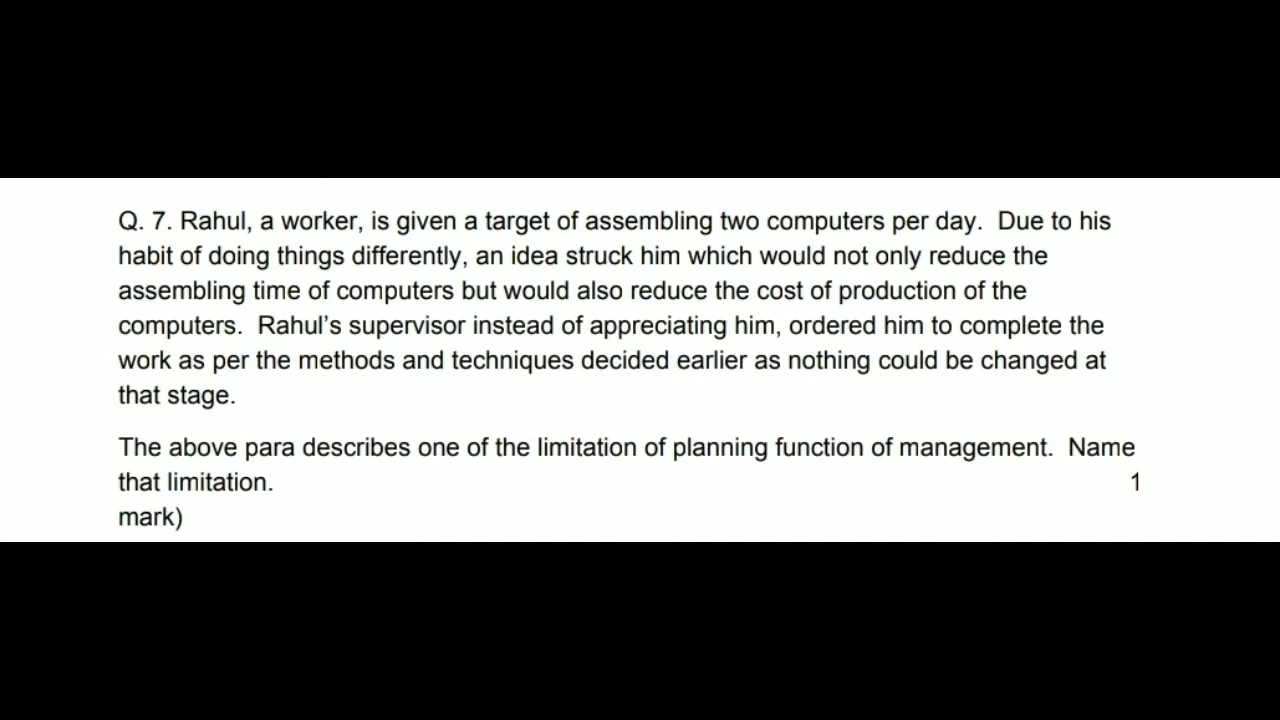 Q. 7. Rahul, a worker, is given a target of assembling two computers per day.  Due to his
habit of doing things differently, an idea struck him which would not only reduce the
assembling time of computers but would also reduce the cost of production of the
computers.  Rahul’s supervisor instead of appreciating him, ordered him to complete the
work as per the methods and techniques decided earlier as nothing could be changed at
that stage.
The above para describes one of the limitation of planning function of management.  Name
that limitation. 1
mark)